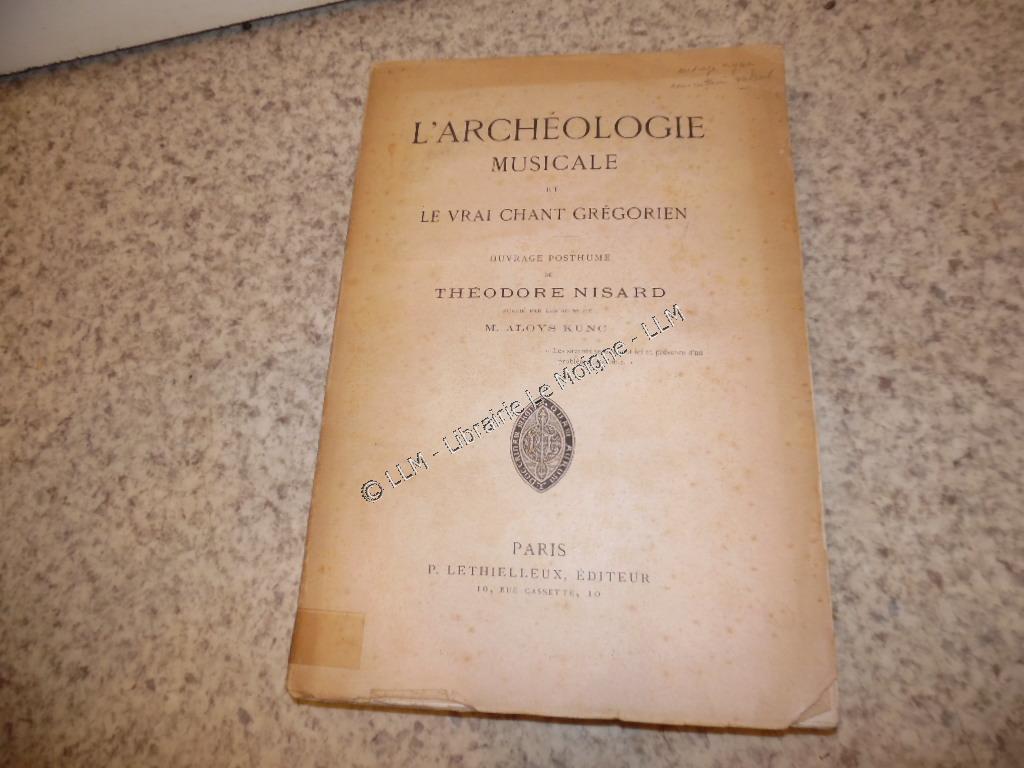 L'ARCHÉOLOGIE
MUSICALE
ET
LE VRAI CHANT GRÉGORIEN
OUVRAGE POSTHUME
DE
THÉODORE NISARD
M. ALOYS KUNC
© LLM - Librairie Le Moigne - LLM
PARIS
P. LETHIELLEUX, ÉDITEUR
10, RUE CASSETTE, 10